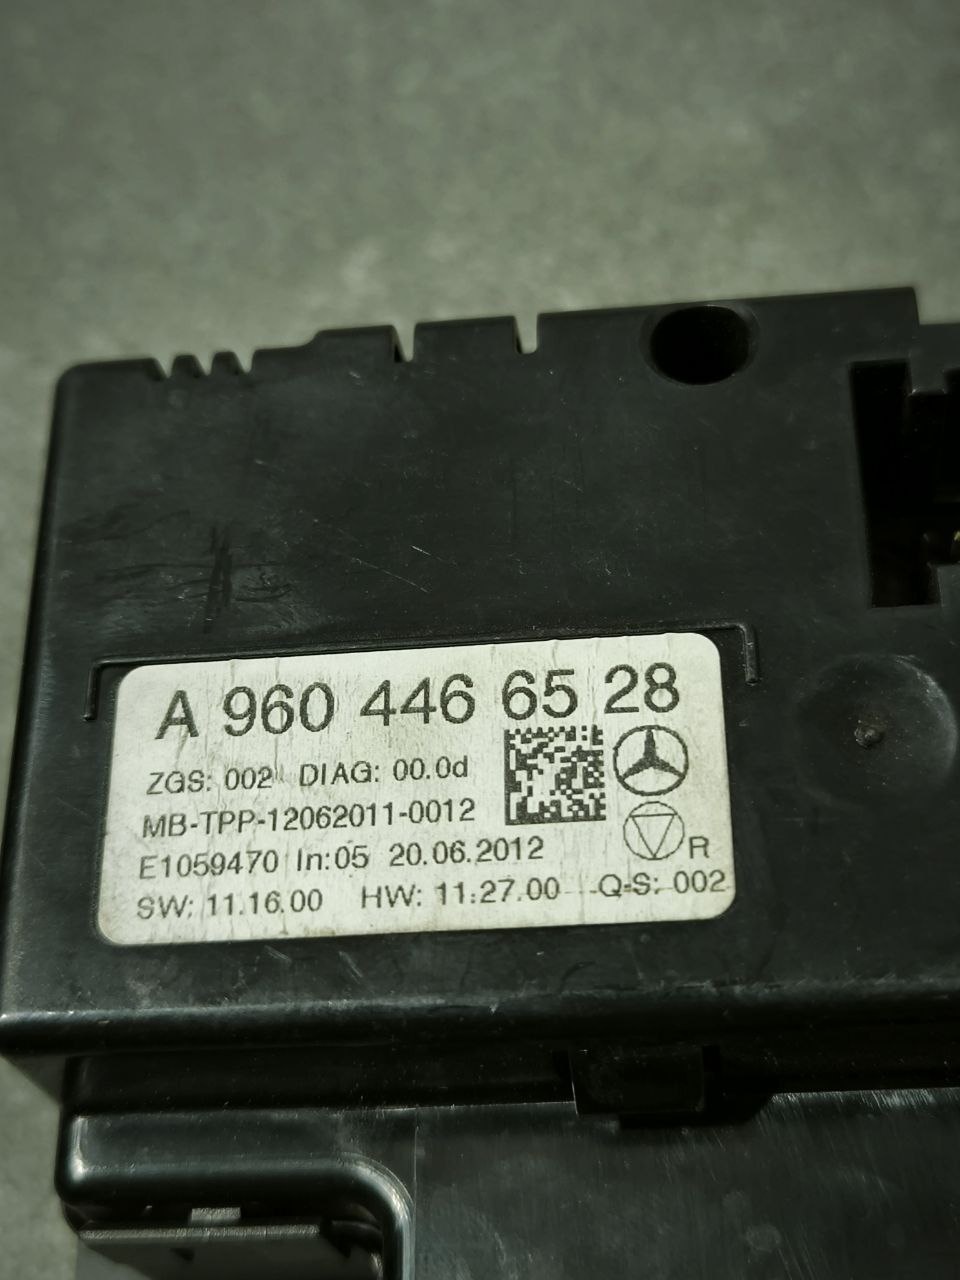 A 960 446 65 28
ZGS: 002 DIAG: 00.0d
MB-TPP-12062011-0012
E1059470 In:05 20.06.2012
R
SW: 11.16.00 HW: 11.27.00 Q-S: 002